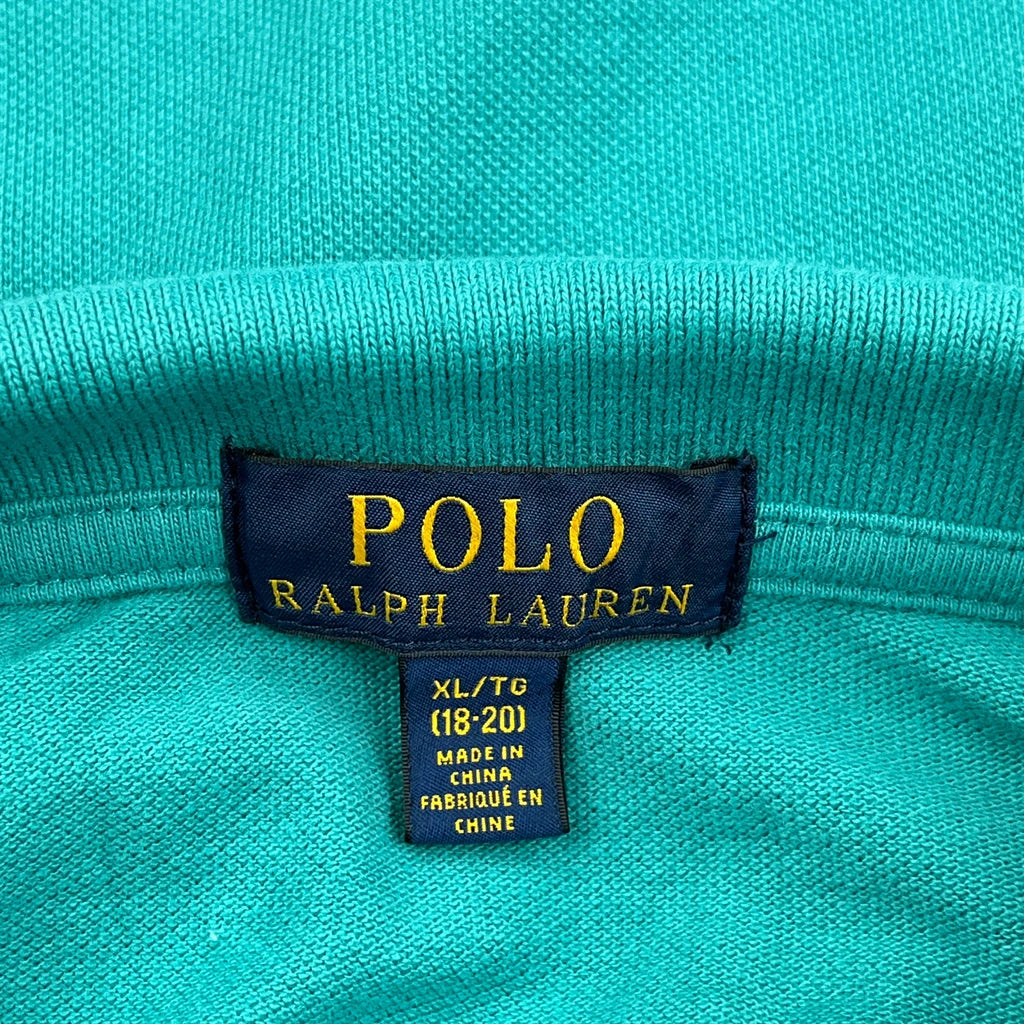 POLO
RALPH LAUREN
XL/TG
(18-20)
MADE IN
CHINA
FABRIQUÉ EN
CHINE